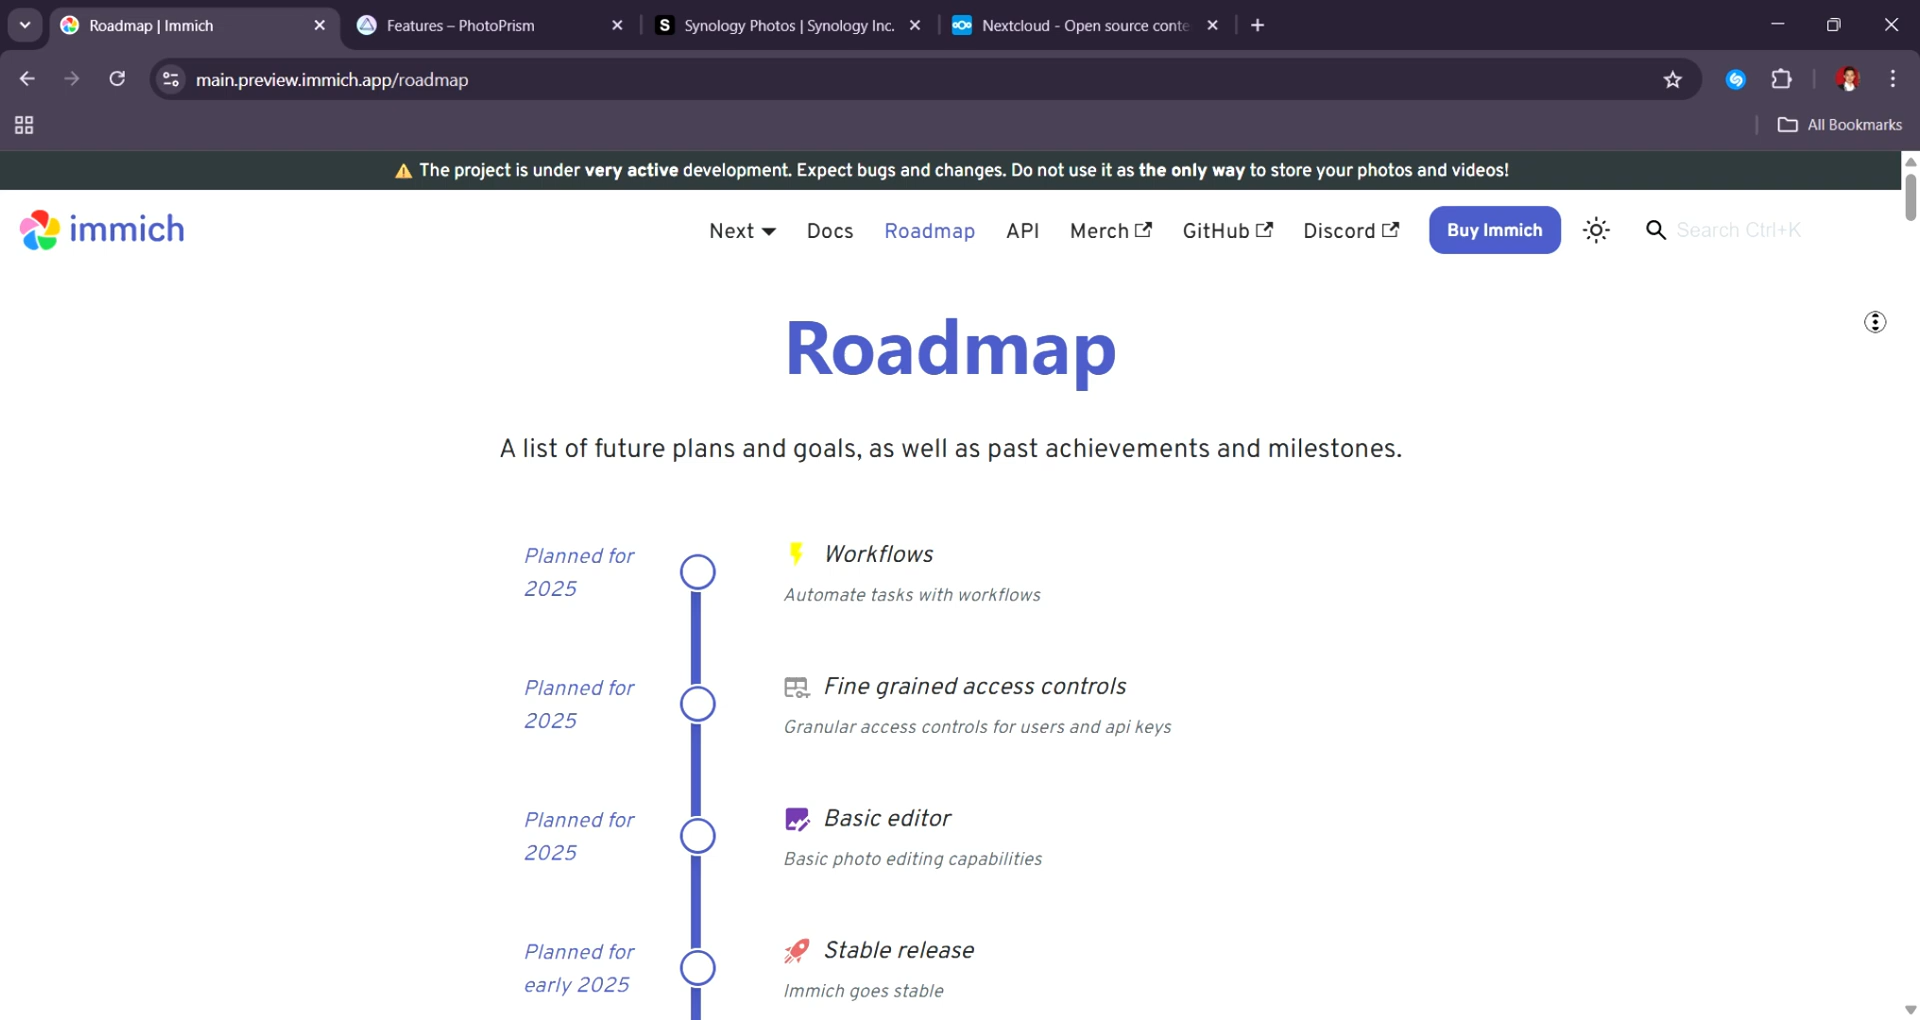 Roadmap | Immich
Features – PhotoPrism
Synology Photos | Synology Inc.
Nextcloud - Open source conte
main.preview.immich.app/roadmap
All Bookmarks
⚠️ The project is under very active development. Expect bugs and changes. Do not use it as the only way to store your photos and videos!
immich
Next
Docs
Roadmap
API
Merch
GitHub
Discord
Buy Immich
Search Ctrl+K
Roadmap
A list of future plans and goals, as well as past achievements and milestones.
Planned for
2025
Workflows
Automate tasks with workflows
Planned for
2025
Fine grained access controls
Granular access controls for users and api keys
Planned for
2025
Basic editor
Basic photo editing capabilities
Planned for
early 2025
Stable release
Immich goes stable